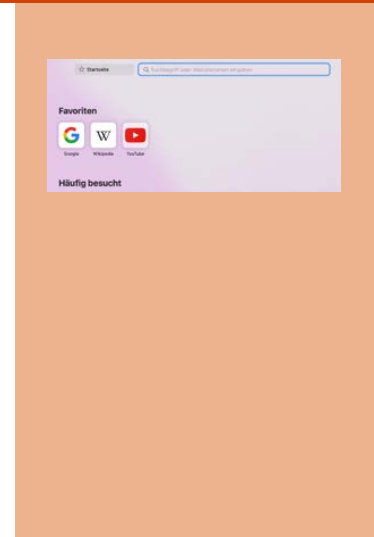 Startseite
Suchbegriff oder Websitenamen eingeben
Favoriten
G W
Google Wikipedia YouTube
Häufig besucht